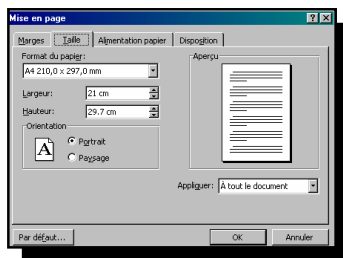 Mise en page
Marges Taille Alimentation papier Disposition
Format du papier:
A4 210,0 x 297,0 mm
Largeur: 21 cm
Hauteur: 29.7 cm
Orientation
A
Portrait
Paysage
Aperçu
Appliquer: À tout le document
Par défaut... OK Annuler